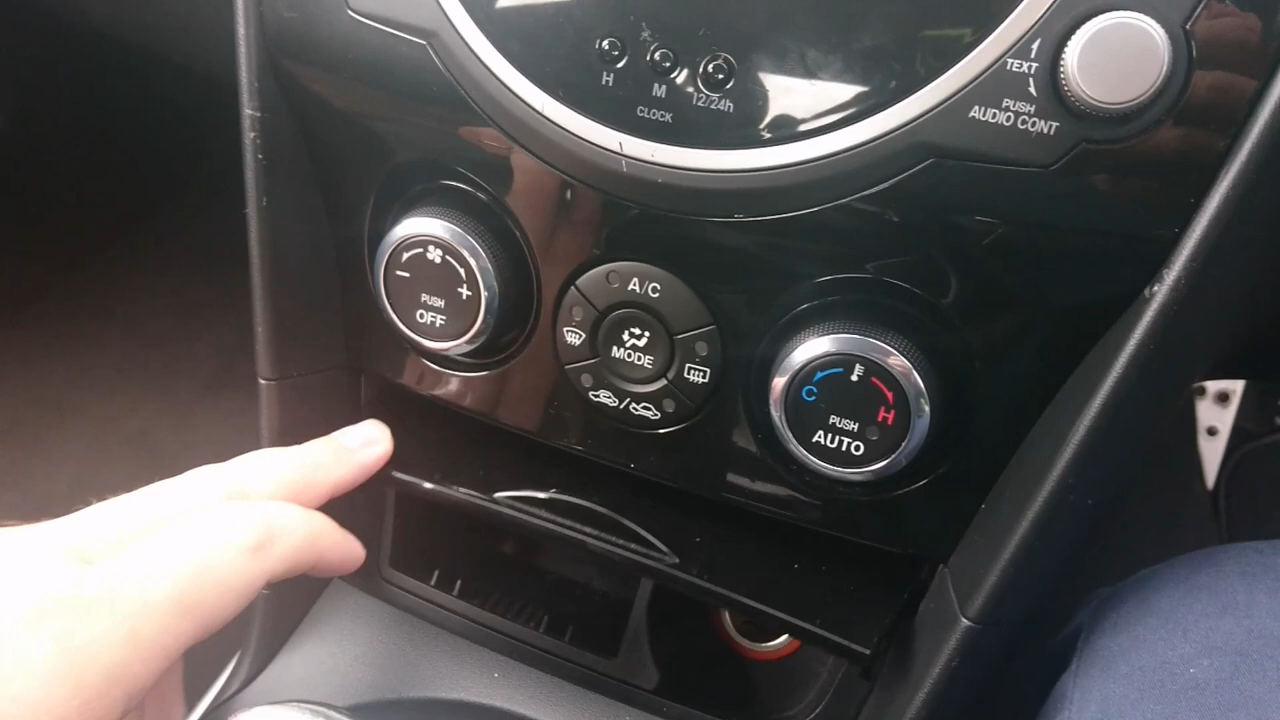 H
M
12/24h
CLOCK
TEXT
PUSH
AUDIO CONT
− +
PUSH
OFF
A/C
MODE
/
C
H
PUSH
AUTO